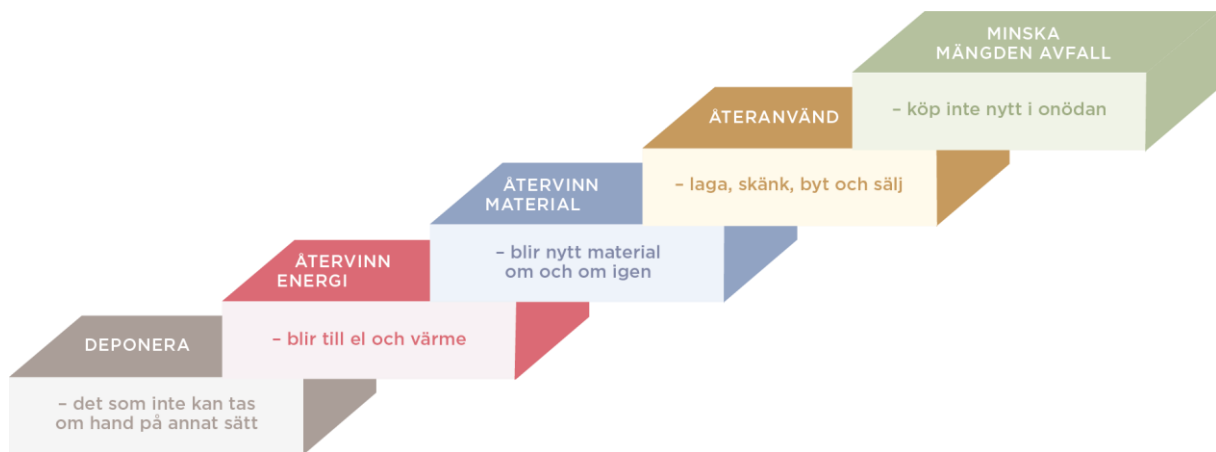 MINSKA
MÄNGDEN AVFALL
– köp inte nytt i onödan
ÅTERANVÄND
– laga, skänk, byt och sälj
ÅTERVINN
MATERIAL
– blir nytt material
om och om igen
ÅTERVINN
ENERGI
– blir till el och värme
DEPONERA
– det som inte kan tas
om hand på annat sätt